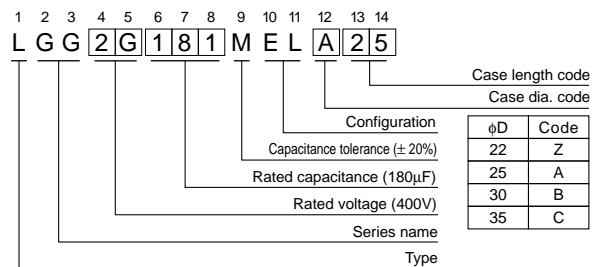 1 2 3 4 5 6 7 8 9 10 11 12 13 14
L G G 2 G 1 8 1 M E L A 2 5
Case length code
Case dia. code
Configuration
Capacitance tolerance (± 20%)
Rated capacitance (180µF)
Rated voltage (400V)
Series name
Type
ϕD Code
22 Z
25 A
30 B
35 C